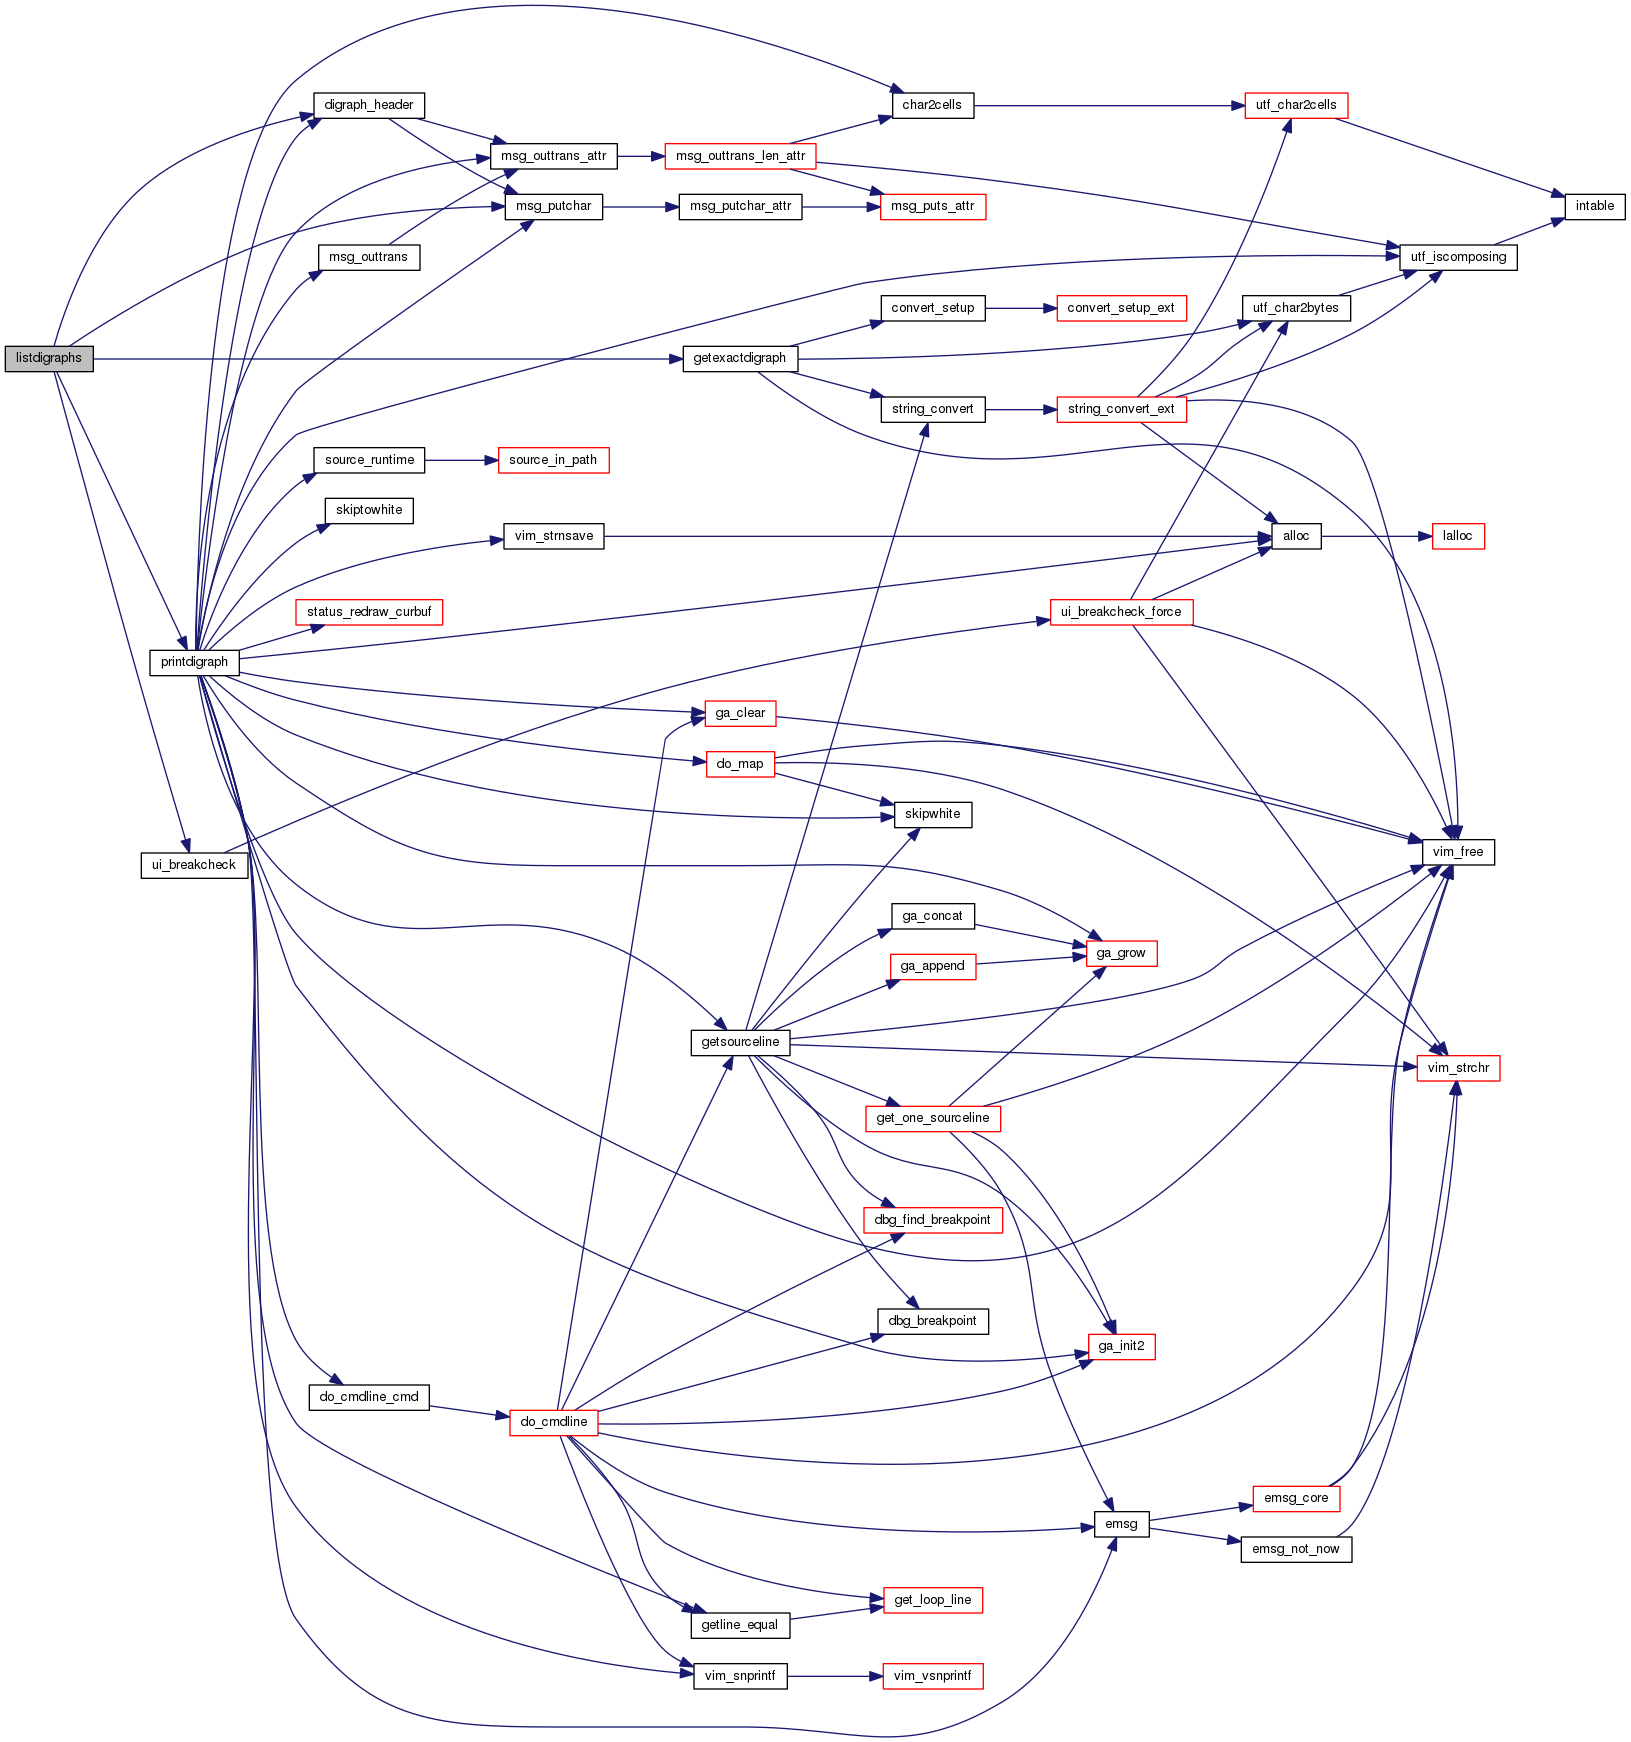 digraph_header
char2cells
utf_char2cells
msg_outtrans_attr
msg_outtrans_len_attr
msg_putchar
msg_putchar_attr
msg_puts_attr
intable
msg_outtrans
utf_iscomposing
convert_setup
convert_setup_ext
utf_char2bytes
listdigraphs
getexactdigraph
string_convert
string_convert_ext
source_runtime
source_in_path
skiptowhite
vim_strnsave
alloc
lalloc
status_redraw_curbuf
ui_breakcheck_force
printdigraph
ga_clear
do_map
skipwhite
ui_breakcheck
vim_free
ga_concat
ga_grow
ga_append
getsourceline
vim_strchr
get_one_sourceline
dbg_find_breakpoint
dbg_breakpoint
ga_init2
do_cmdline_cmd
do_cmdline
emsg_core
emsg
emsg_not_now
get_loop_line
getline_equal
vim_snprintf
vim_vsnprintf